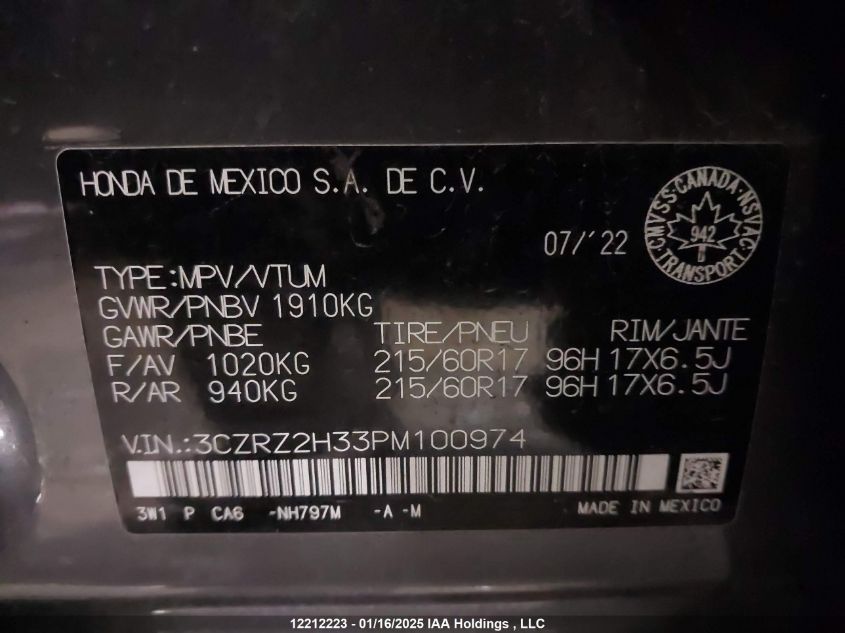 HONDA DE MEXICO S.A. DE C.V.
07/'22
CMVSS·CANADA·NSVAC·TRANSPORT
942
TYPE:MPV/VTUM
GVWR/PNBV 1910KG
GAWR/PNBE TIRE/PNEU RIM/JANTE
F/AV 1020KG 215/60R17 96H 17X6.5J
R/AR 940KG 215/60R17 96H 17X6.5J
V.IN.:3CZRZ2H33PM100974
3W1 P CA6 -NH797M -A -M MADE IN MEXICO
12212223 - 01/16/2025 IAA Holdings , LLC